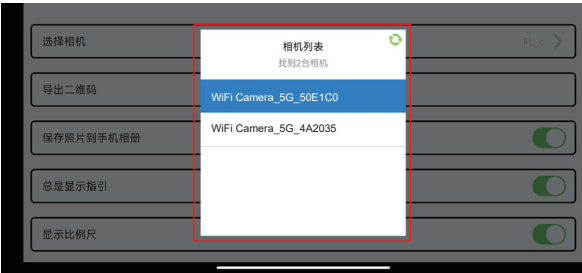 选择相机
FL_c
导出二维码
保存照片到手机相册
总是显示指引
显示比例尺
相机列表
找到2台相机
WiFi Camera_5G_50E1C0
WiFi Camera_5G_4A2035